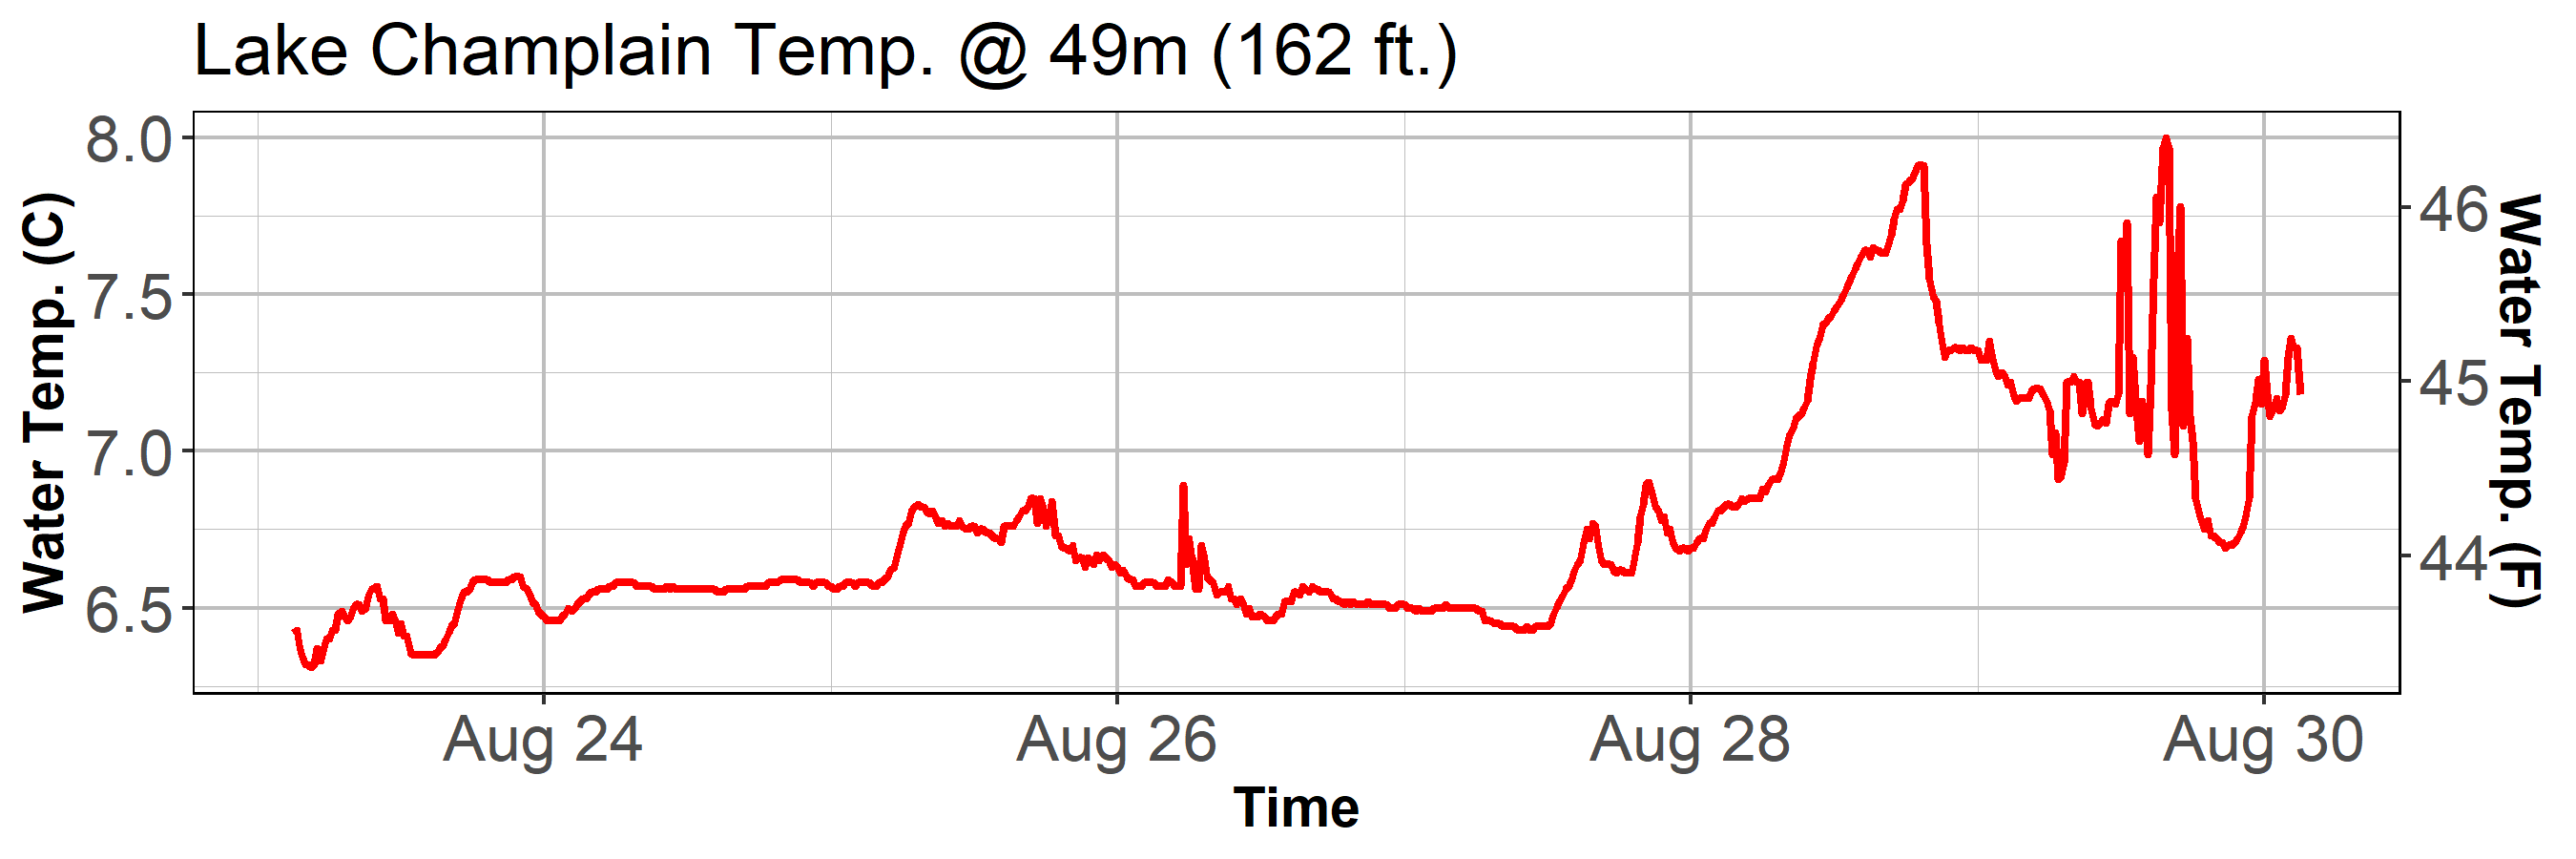 Lake Champlain Temp. @ 49m (162 ft.)
Water Temp. (C)
8.0
7.5
7.0
6.5
46
45
44
Water Temp. (F)
Aug 24 Aug 26 Aug 28 Aug 30
Time